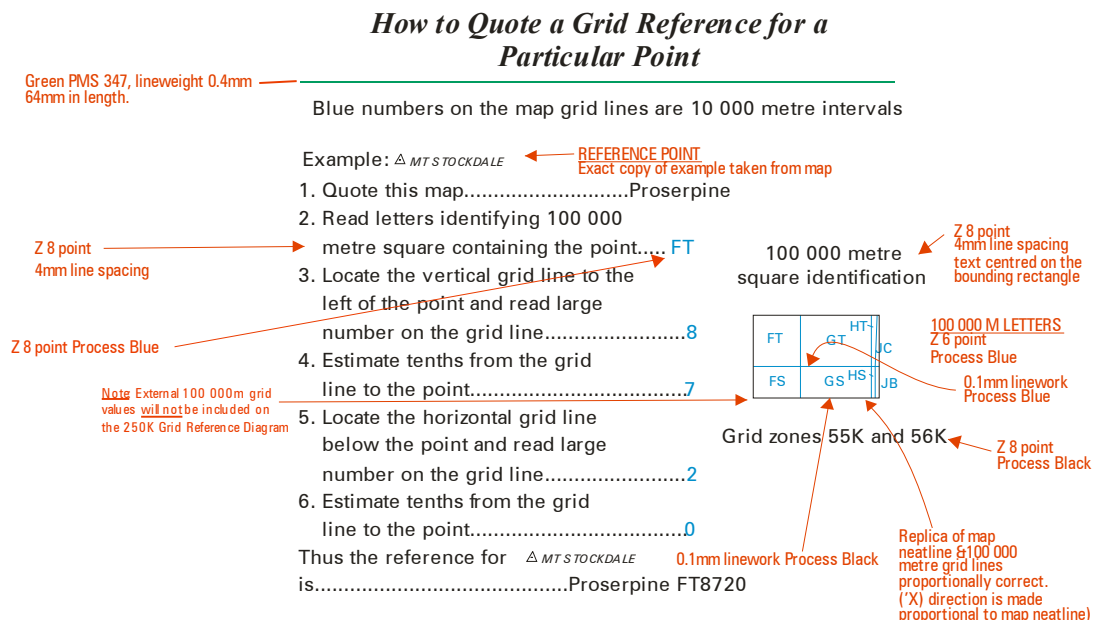 How to Quote a Grid Reference for a
Particular Point
Green PMS 347, lineweight 0.4mm
64mm in length.
Blue numbers on the map grid lines are 10 000 metre intervals
Example: MT STOCKDALE
REFERENCE POINT
Exact copy of example taken from map
1. Quote this map............................Proserpine
2. Read letters identifying 100 000
metre square containing the point..... FT
3. Locate the vertical grid line to the
left of the point and read large
number on the grid line........................8
4. Estimate tenths from the grid
line to the point.....................................7
5. Locate the horizontal grid line
below the point and read large
number on the grid line........................2
6. Estimate tenths from the grid
line to the point.....................................0
Thus the reference for MT STOCKDALE
is...........................................Proserpine FT8720
Z 8 point
4mm line spacing
Z 8 point Process Blue
Note External 100 000m grid
values will not be included on
the 250K Grid Reference Diagram
100 000 metre
square identification
Z 8 point
4mm line spacing
text centred on the
bounding rectangle
FT
GT
HT
JC
FS
GS
HS
JB
100 000 M LETTERS
Z 6 point
Process Blue
0.1mm linework
Process Blue
Grid zones 55K and 56K
Z 8 point
Process Black
0.1mm linework Process Black
Replica of map
neatline &100 000
metre grid lines
proportionally correct.
('X) direction is made
proportional to map neatline)